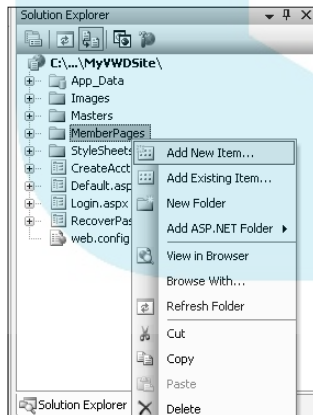 Solution Explorer
C:\...\MyVWDSite\
App_Data
Images
Masters
MemberPages
StyleSheets
CreateAcct
Default.asp
Login.aspx
RecoverPas
web.config
Add New Item...
Add Existing Item...
New Folder
Add ASP.NET Folder
View in Browser
Browse With...
Refresh Folder
Cut
Copy
Paste
Delete
Solution Explorer